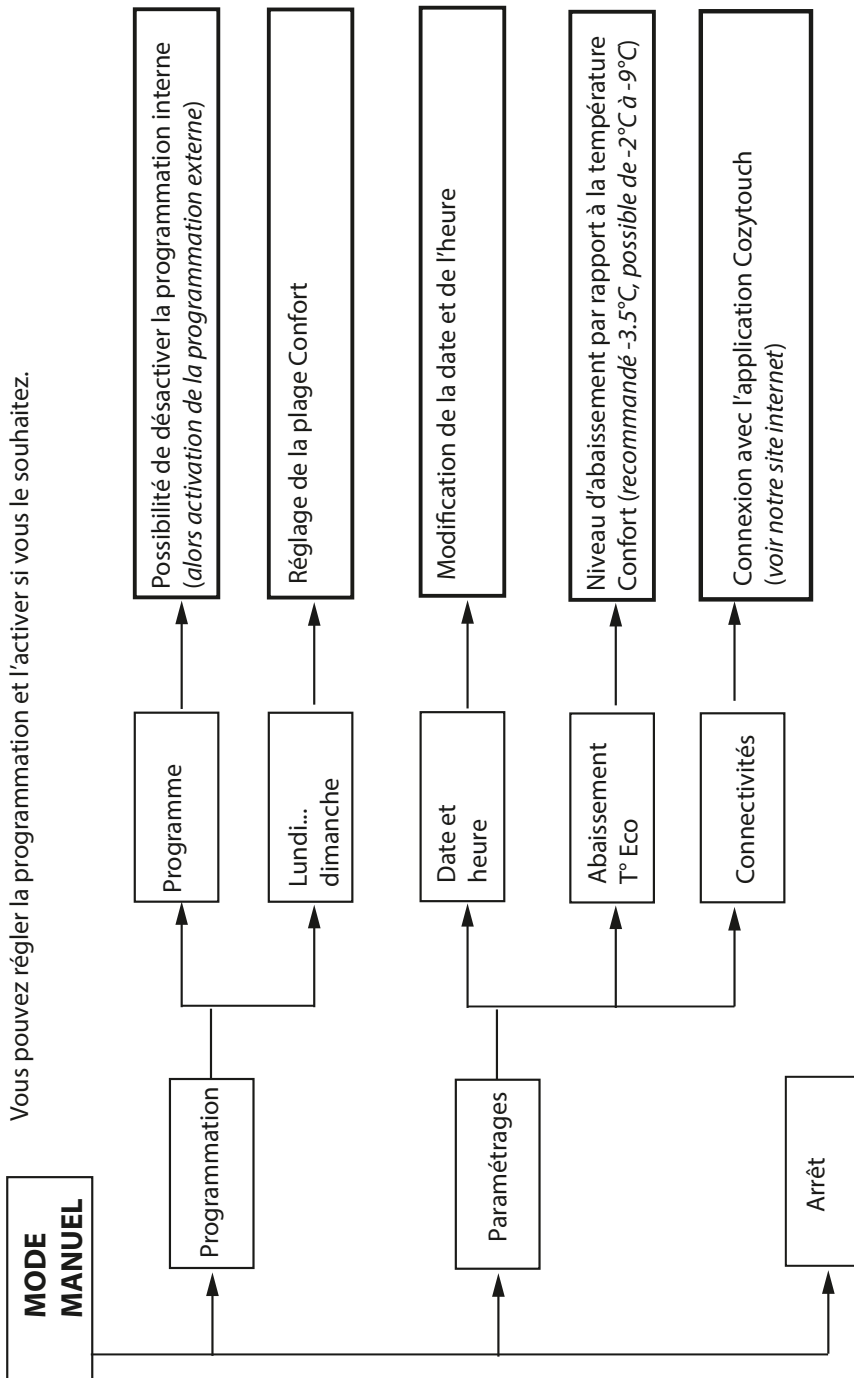 Vous pouvez régler la programmation et l'activer si vous le souhaitez.
MODE
MANUEL
Programmation
Programme
Possibilité de désactiver la programmation interne
(alors activation de la programmation externe)
Lundi...
dimanche
Réglage de la plage Confort
Paramétrages
Date et
heure
Modification de la date et de l'heure
Abaissement
T° Eco
Niveau d'abaissement par rapport à la température
Confort (recommandé -3.5°C, possible de -2°C à -9°C)
Connectivités
Connexion avec l'application Cozytouch
(voir notre site internet)
Arrêt